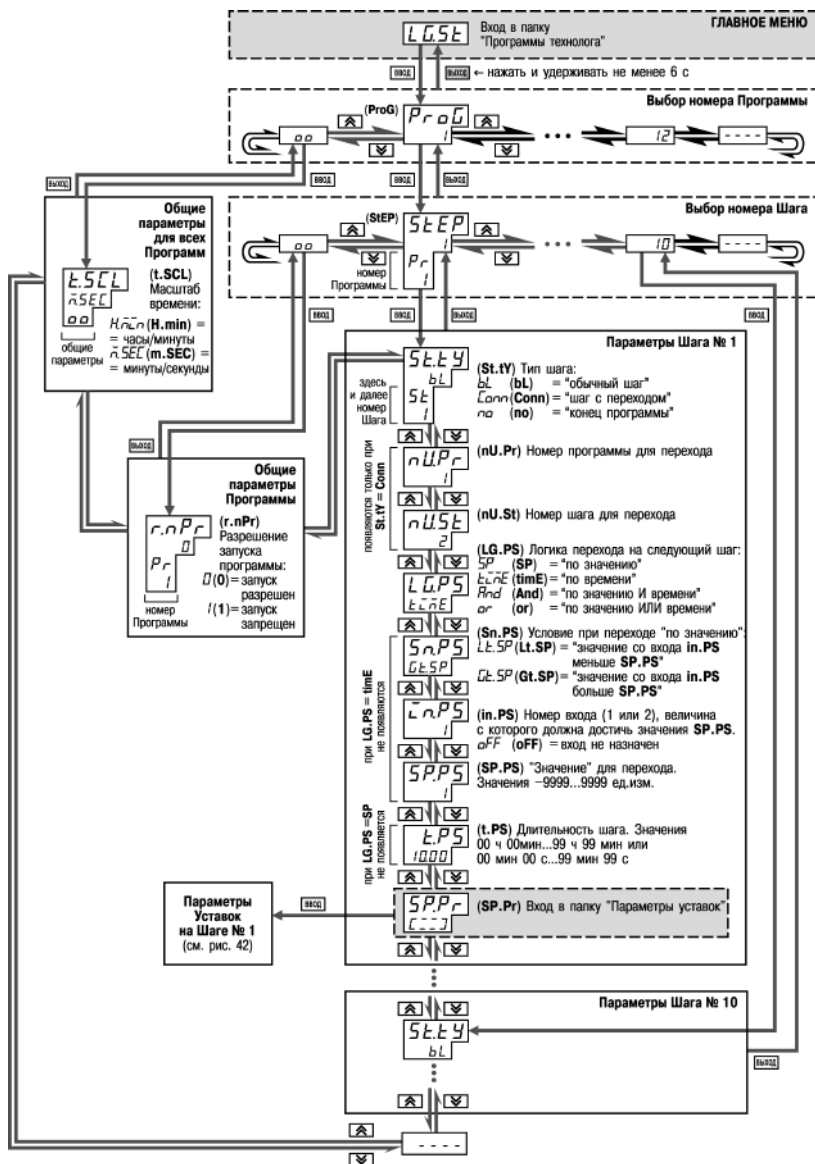 ГЛАВНОЕ МЕНЮ
LG.St
Вход в папку
"Программы технолога"
ВВОД
ВЫХОД
← нажать и удерживать не менее 6 с
Выбор номера Программы
(ProG)
ProG
1
oo
12
- - - -
ВЫХОД
ВВОД
ВВОД
ВЫХОД
Выбор номера Шага
(StEP)
StEP
Pr
1
номер
Программы
oo
10
- - - -
Общие
параметры
для всех
Программ
t.SCL
m.SEC
oo
общие
параметры
(t.SCL)
Масштаб
времени:
H.min (H.min) =
= часы/минуты
m.SEC (m.SEC) =
= минуты/секунды
ВВОД
ВВОД
ВЫХОД
ВВОД
ВЫХОД
Общие
параметры
Программы
r.nPr
0
Pr
1
номер
Программы
(r.nPr)
Разрешение
запуска
программы:
0 (0) = запуск
разрешен
1 (1) = запуск
запрещен
Параметры Шага № 1
St.tY
bL
St
1
здесь
и далее
номер
Шага
(St.tY) Тип шага:
bL (bL) = "обычный шаг"
Conn (Conn) = "шаг с переходом"
no (no) = "конец программы"
появляются только при
St.tY = Conn
nU.Pr
1
(nU.Pr) Номер программы для перехода
nU.St
2
(nU.St) Номер шага для перехода
LG.PS
timE
(LG.PS) Логика перехода на следующий шаг:
SP (SP) = "по значению"
timE (timE) = "по времени"
And (And) = "по значению И времени"
or (or) = "по значению ИЛИ времени"
при LG.PS = timE
не появляются
Sn.PS
Gt.SP
(Sn.PS) Условие при переходе "по значению":
Lt.SP (Lt.SP) = "значение со входа in.PS
меньше SP.PS"
Gt.SP (Gt.SP) = "значение со входа in.PS
больше SP.PS"
in.PS
1
(in.PS) Номер входа (1 или 2), величина
с которого должна достичь значения SP.PS.
oFF (oFF) = вход не назначен
SP.PS
1
(SP.PS) "Значение" для перехода.
Значения –9999...9999 ед.изм.
при LG.PS =SP
не появляется
t.PS
10.00
(t.PS) Длительность шага. Значения
00 ч 00мин...99 ч 99 мин или
00 мин 00 с...99 мин 99 с
Параметры
Уставок
на Шаге № 1
(см. рис. 42)
ВВОД
SP.Pr
[---]
(SP.Pr) Вход в папку "Параметры уставок"
Параметры Шага № 10
St.tY
bL
ВЫХОД
- - - -